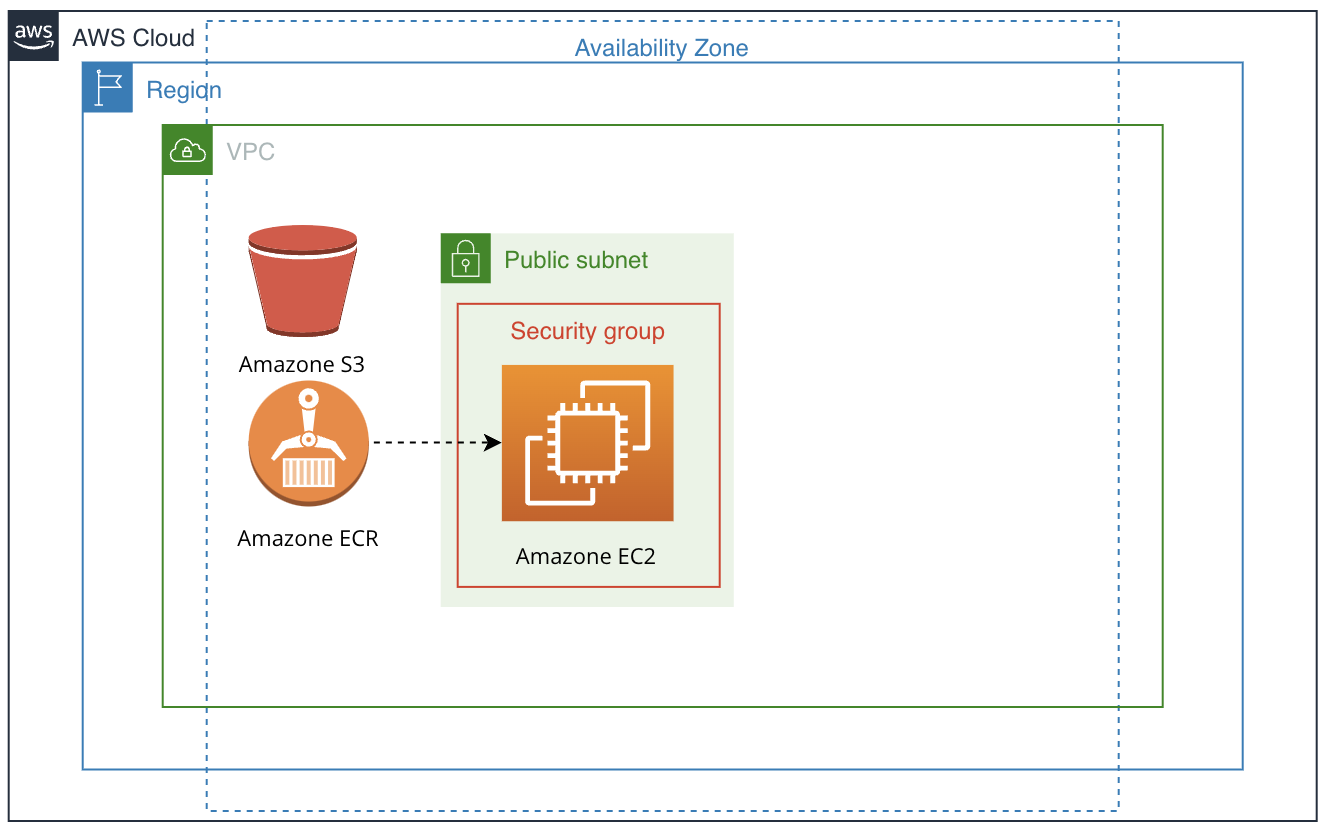 aws
AWS Cloud
Availability Zone
Region
VPC
Public subnet
Security group
Amazone S3
Amazone ECR
Amazone EC2